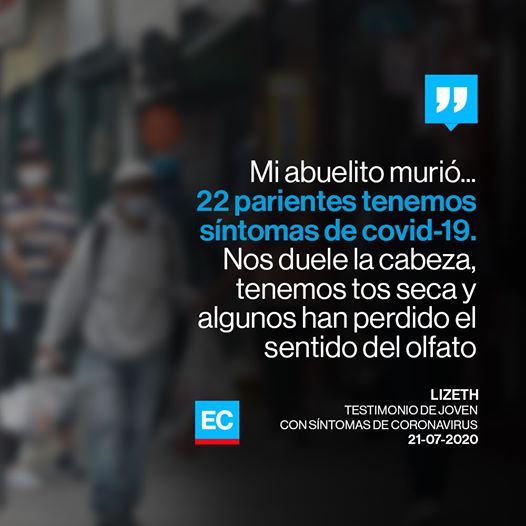 Mi abuelito murió...
22 parientes tenemos
síntomas de covid-19.
Nos duele la cabeza,
tenemos tos seca y
algunos han perdido el
sentido del olfato
LIZETH
TESTIMONIO DE JOVEN
CON SÍNTOMAS DE CORONAVIRUS
21-07-2020
EC